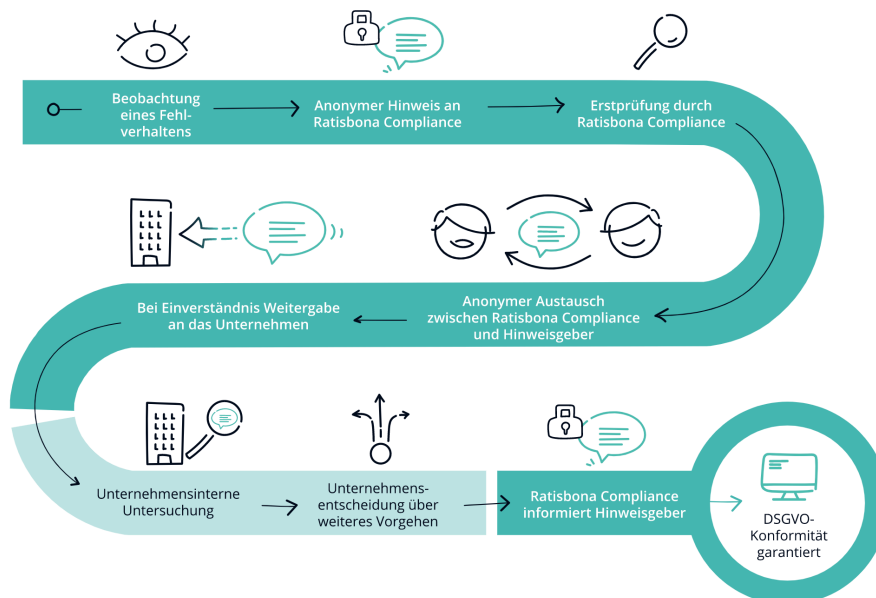 Beobachtung
eines Fehl-
verhaltens
Anonymer Hinweis an
Ratisbona Compliance
Erstprüfung durch
Ratisbona Compliance
Anonymer Austausch
zwischen Ratisbona Compliance
und Hinweisgeber
Bei Einverständnis Weitergabe
an das Unternehmen
Unternehmensinterne
Untersuchung
Unternehmens-
entscheidung über
weiteres Vorgehen
Ratisbona Compliance
informiert Hinweisgeber
DSGVO-
Konformität
garantiert